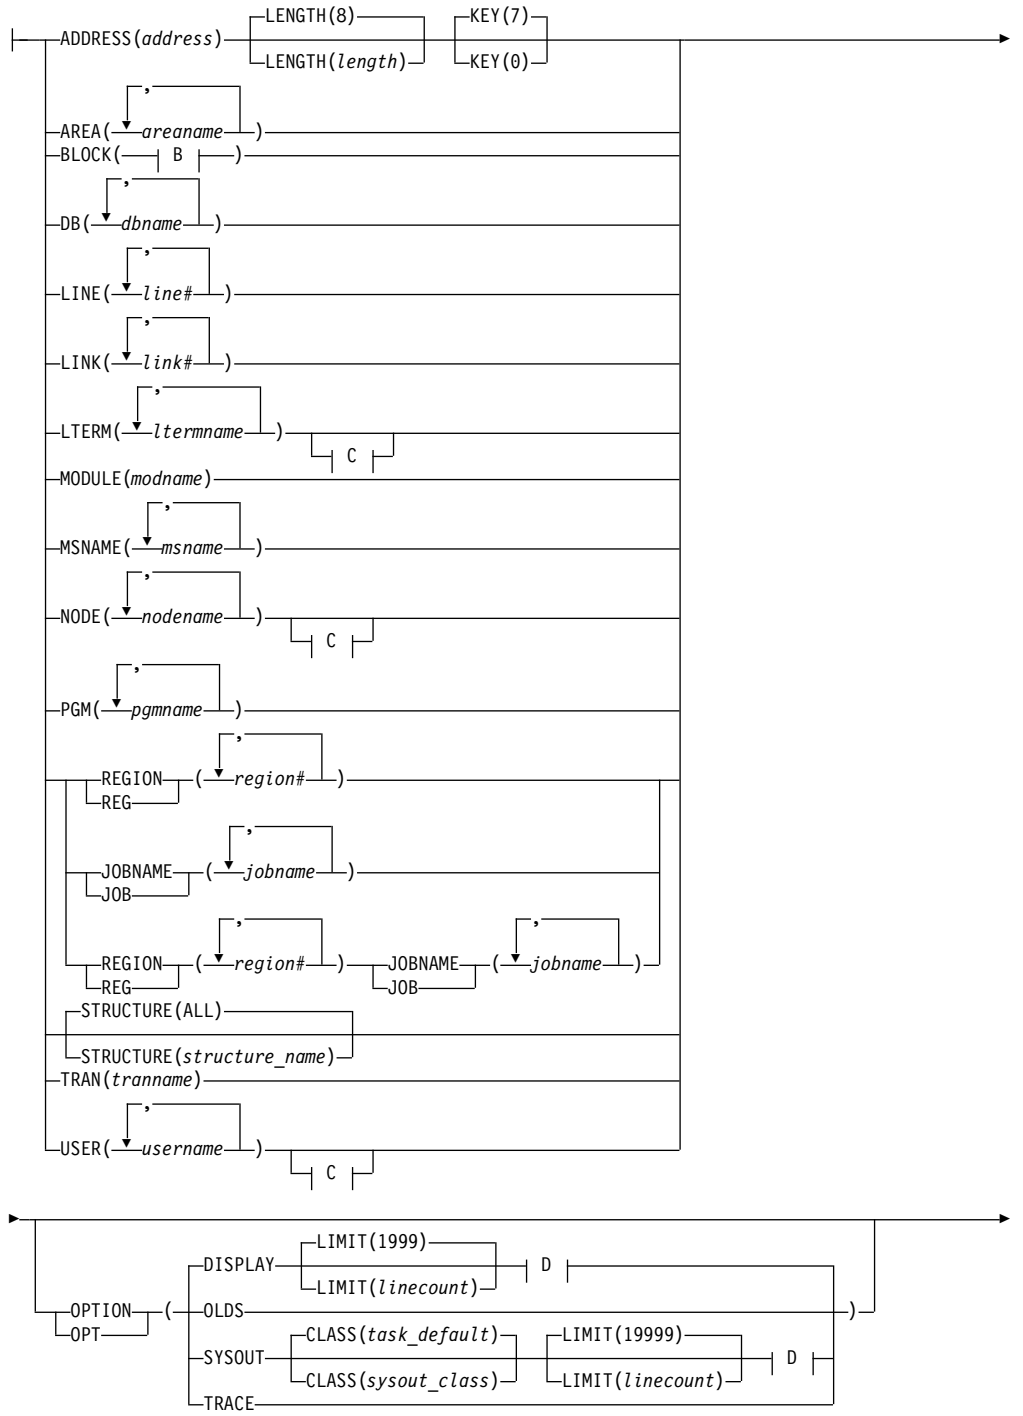 LENGTH(8) KEY(7)
ADDRESS(address)
LENGTH(length) KEY(0)
,
AREA( areaname )
BLOCK( B )
,
DB( dbname )
,
LINE( line# )
,
LINK( link# )
,
LTERM( ltermname )
C
MODULE(modname)
,
MSNAME( msname )
,
NODE( nodename )
C
,
PGM( pgmname )
,
REGION ( region# )
REG
,
JOBNAME ( jobname )
JOB
, ,
REGION ( region# ) JOBNAME ( jobname )
REG JOB
STRUCTURE(ALL)
STRUCTURE(structure_name)
TRAN(tranname)
,
USER( username )
C
LIMIT(1999)
DISPLAY D
LIMIT(linecount)
OPTION ( OLDS )
OPT
CLASS(task_default) LIMIT(19999)
SYSOUT D
CLASS(sysout_class) LIMIT(linecount)
TRACE